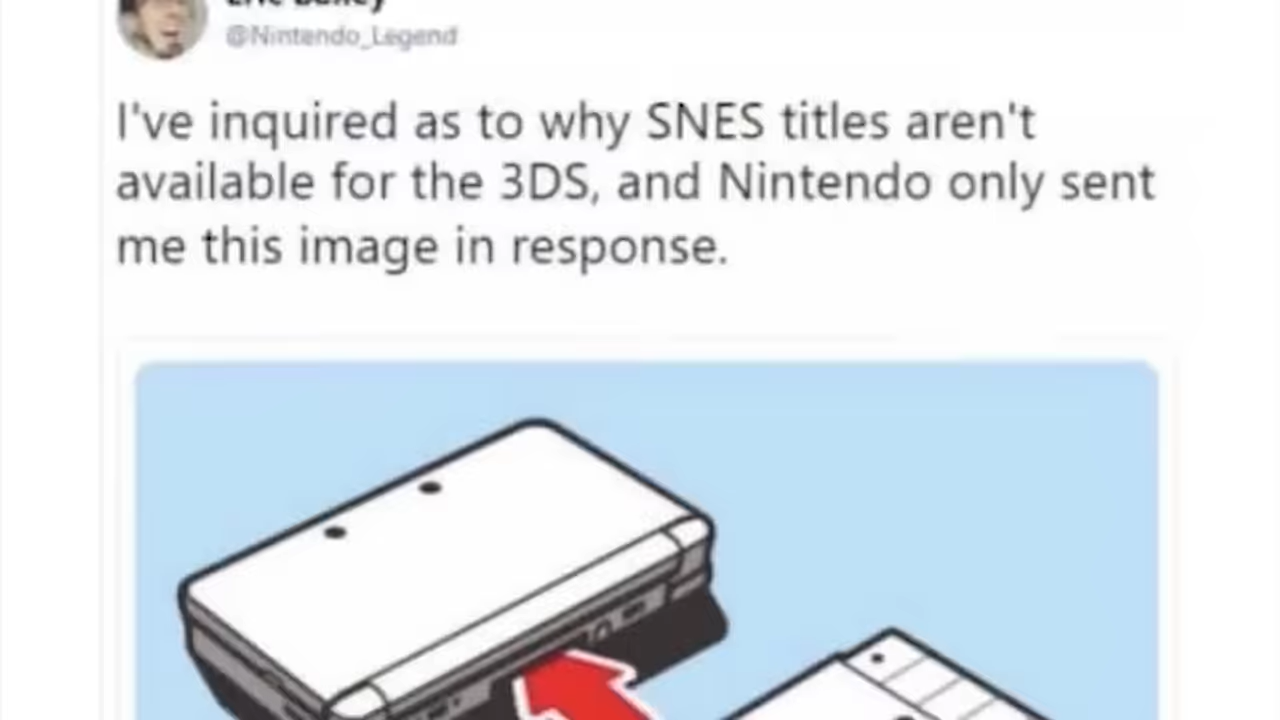 @Nintendo_Legend
I've inquired as to why SNES titles aren't
available for the 3DS, and Nintendo only sent
me this image in response.